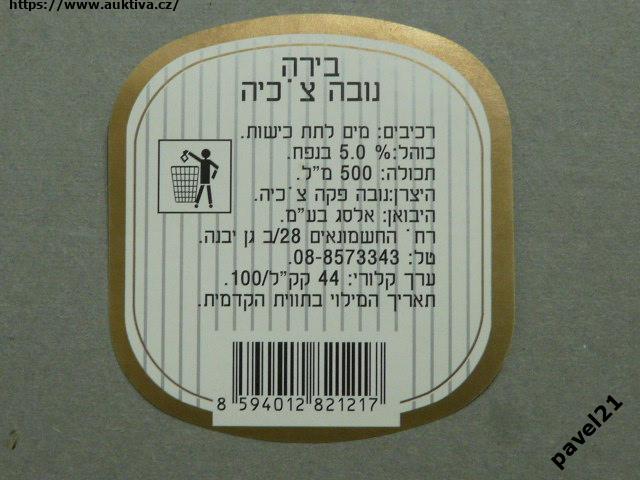 https://www.auktiva.cz/
בירה
נובה צ'כיה
רכיבים: מים לתת כישות.
כוהל:% 5.0 בנפח.
תכולה: 500 מ"ל.
היצרן:נובה פקה צ'כיה.
היבואן: אלסג בע"מ.
רח' החשמונאים 28/ב גן יבנה.
טל: 08-8573343.
ערך קלורי: 44 קק"ל/100.
תאריך המילוי בתווית הקדמית.
8 594012 821217
pavel21